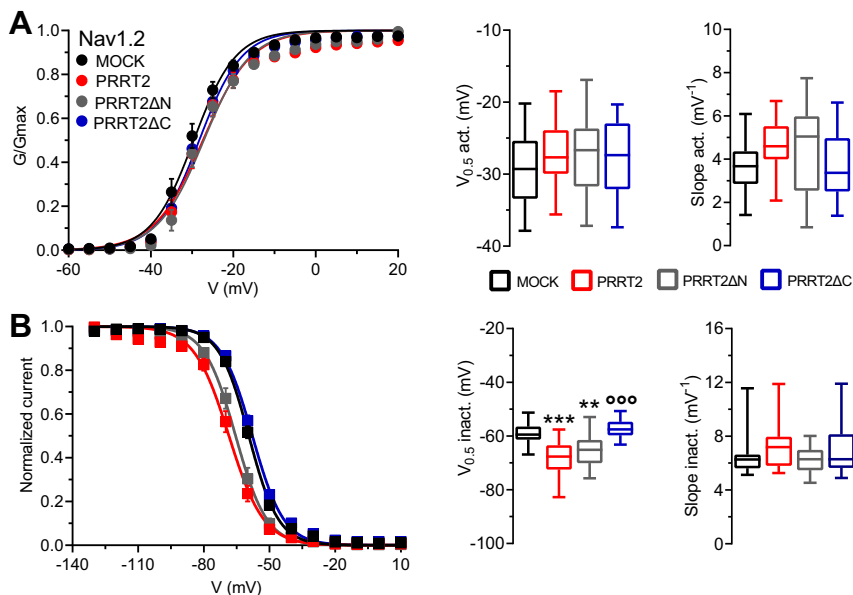 A
Nav1.2
MOCK
PRRT2
PRRT2ΔN
PRRT2ΔC
G/Gmax
1.0
0.8
0.6
0.4
0.2
0.0
-60 -40 -20 0 20
V (mV)
V0.5 act. (mV)
-10
-20
-30
-40
Slope act. (mV⁻¹)
10
8
6
4
2
0
MOCK PRRT2 PRRT2ΔN PRRT2ΔC
B
Normalized current
1.0
0.8
0.6
0.4
0.2
0.0
-140 -110 -80 -50 -20 10
V (mV)
V0.5 inact. (mV)
-20
-40
-60
-80
-100
*** ** °°°
Slope inact. (mV⁻¹)
16
12
8
4
0